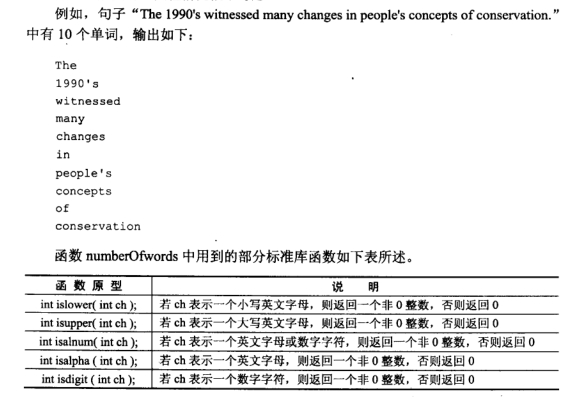 例如，句子“The 1990's witnessed many changes in people's concepts of conservation.”
中有 10 个单词，输出如下：
The
1990's
witnessed
many
changes
in
people's
concepts
of
conservation
函数 numberOfwords 中用到的部分标准库函数如下表所述。
函 数 原 型 说 明
int islower( int ch ); 若 ch 表示一个小写英文字母，则返回一个非 0 整数，否则返回 0
int isupper( int ch ); 若 ch 表示一个大写英文字母，则返回一个非 0 整数，否则返回 0
int isalnum( int ch ); 若 ch 表示一个英文字母或数字字符，则返回一个非 0 整数，否则返回 0
int isalpha ( int ch ); 若 ch 表示一个英文字母，则返回一个非 0 整数，否则返回 0
int isdigit ( int ch ); 若 ch 表示一个数字字符，则返回一个非 0 整数，否则返回 0